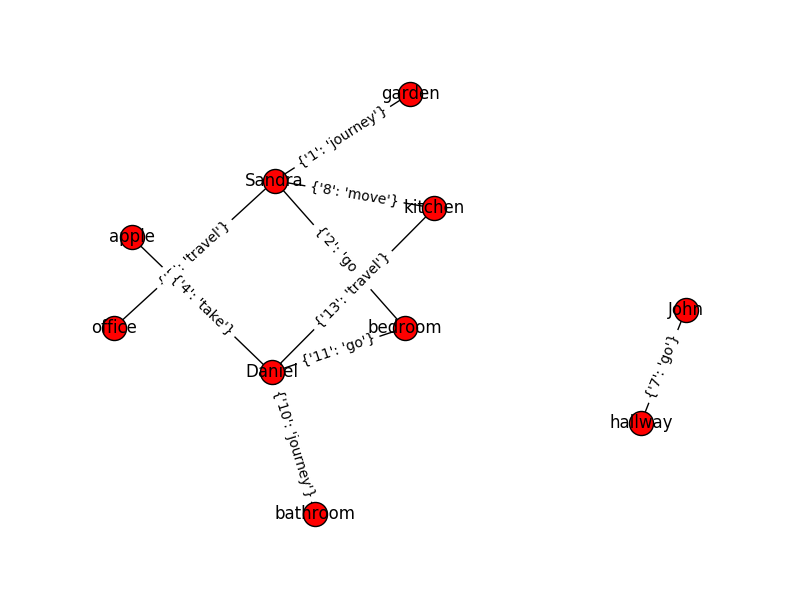 garden
{'1': 'journey'}
Sandra
{'8': 'move'}
kitchen
apple
'travel'}
{'2': 'go
{'4': 'take'}
{'13': 'travel'}
office
bedroom
{'11': 'go'}
Daniel
{'10': 'journey'}
bathroom
John
{'7': 'go'}
hallway